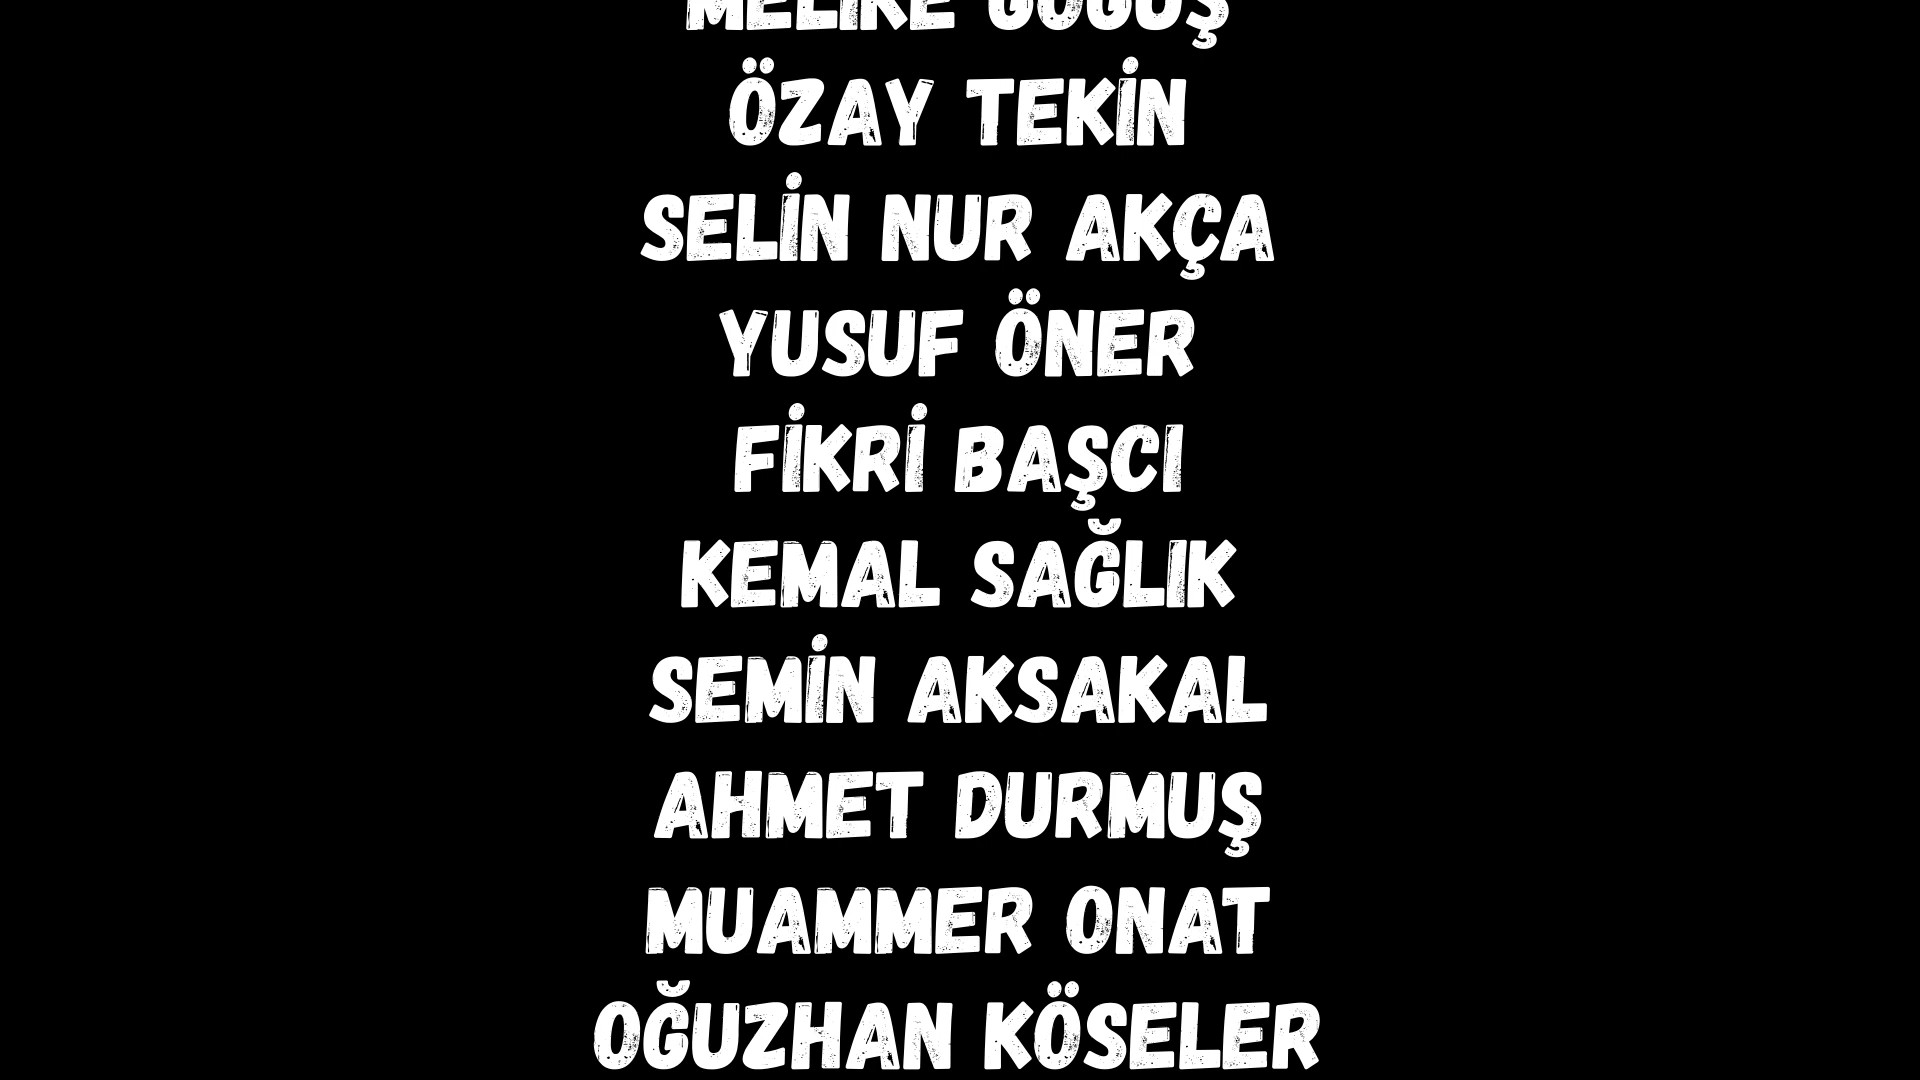 ÖZAY TEKİN
SELİN NUR AKÇA
YUSUF ÖNER
FİKRİ BAŞCI
KEMAL SAĞLIK
SEMİN AKSAKAL
AHMET DURMUŞ
MUAMMER ONAT
OĞUZHAN KÖSELER